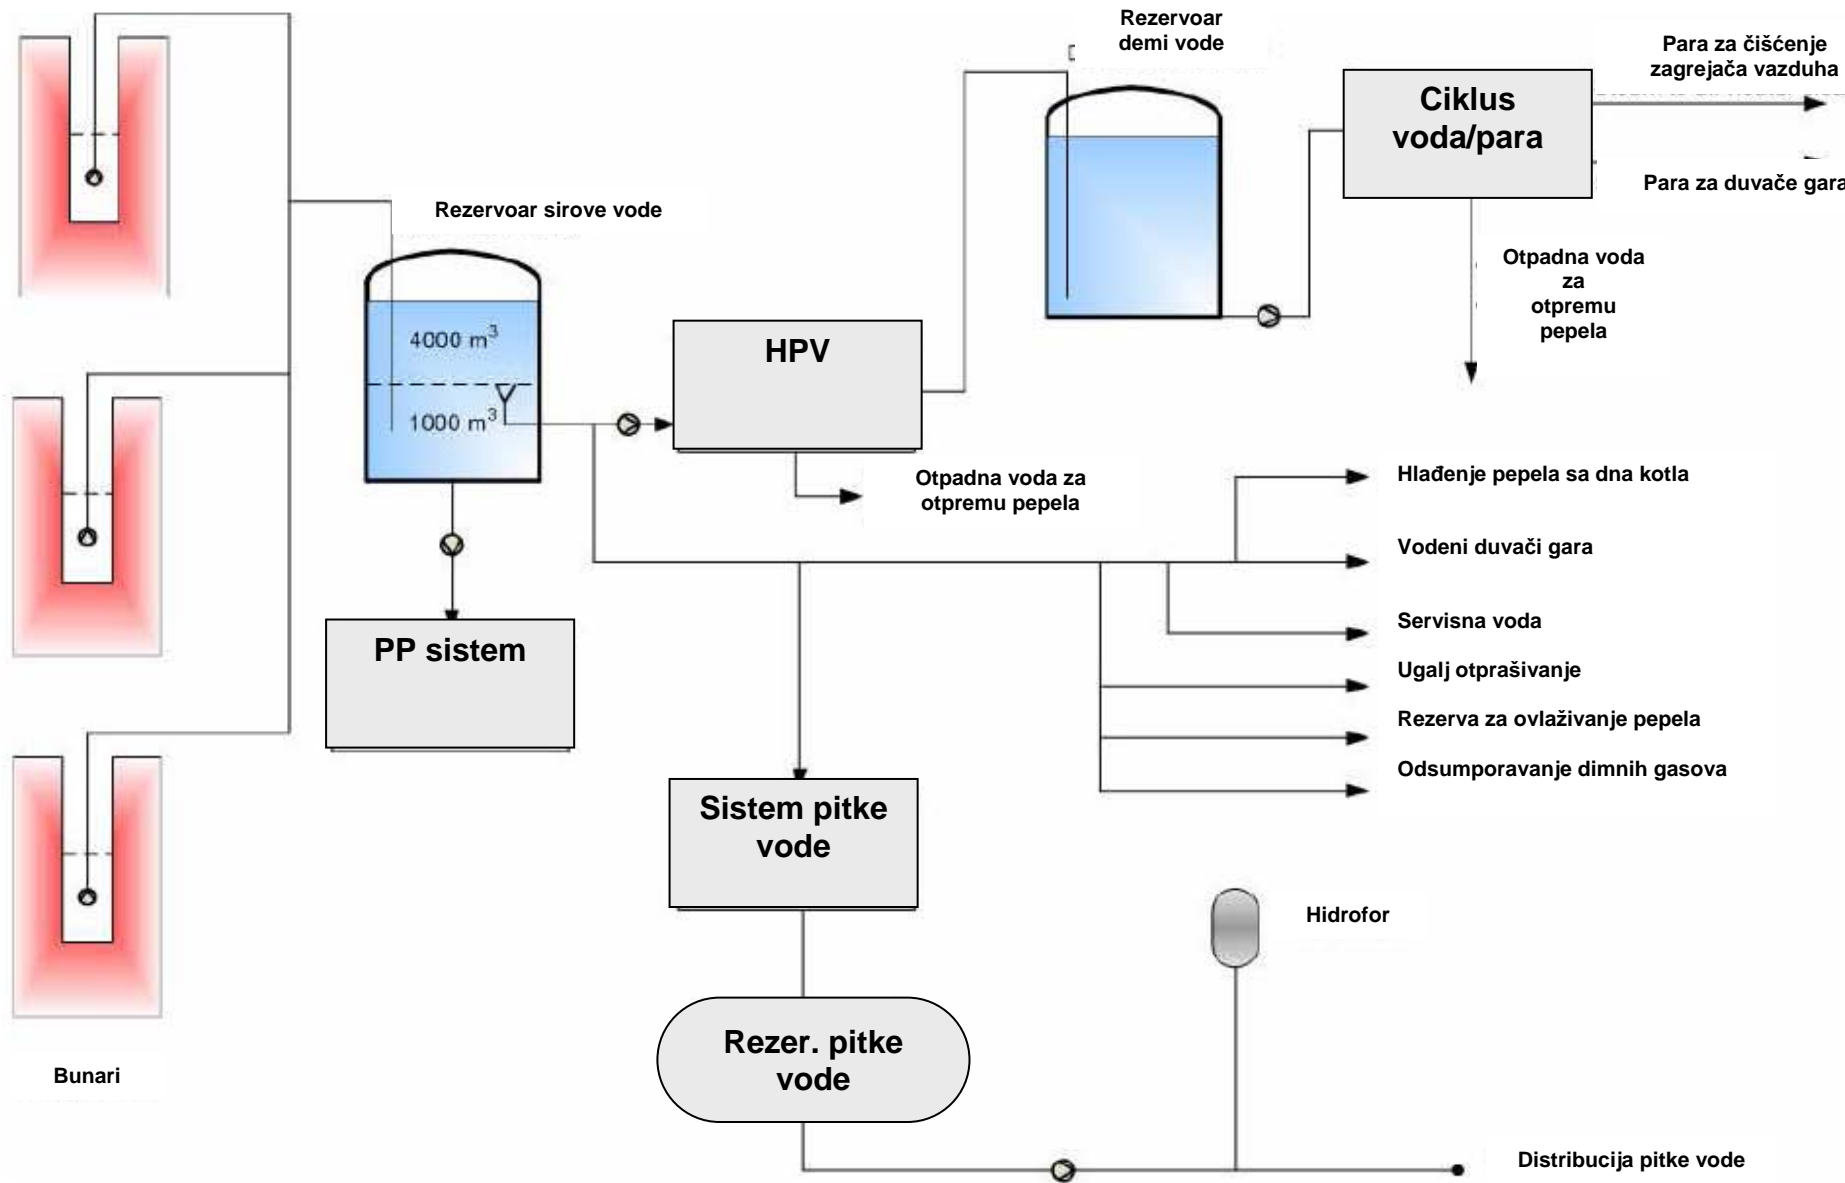 Rezervoar
demi vode
Para za čišćenje
zagrejača vazduha
Ciklus
voda/para
Para za duvače gara
Rezervoar sirove vode
Otpadna voda
za
otpremu
pepela
4000 m³
1000 m³
HPV
Otpadna voda za
otpremu pepela
Hlađenje pepela sa dna kotla
Vodeni duvači gara
Servisna voda
PP sistem
Ugalj otprašivanje
Rezerva za ovlaživanje pepela
Odsumporavanje dimnih gasova
Sistem pitke
vode
Hidrofor
Rezer. pitke
vode
Bunari
Distribucija pitke vode